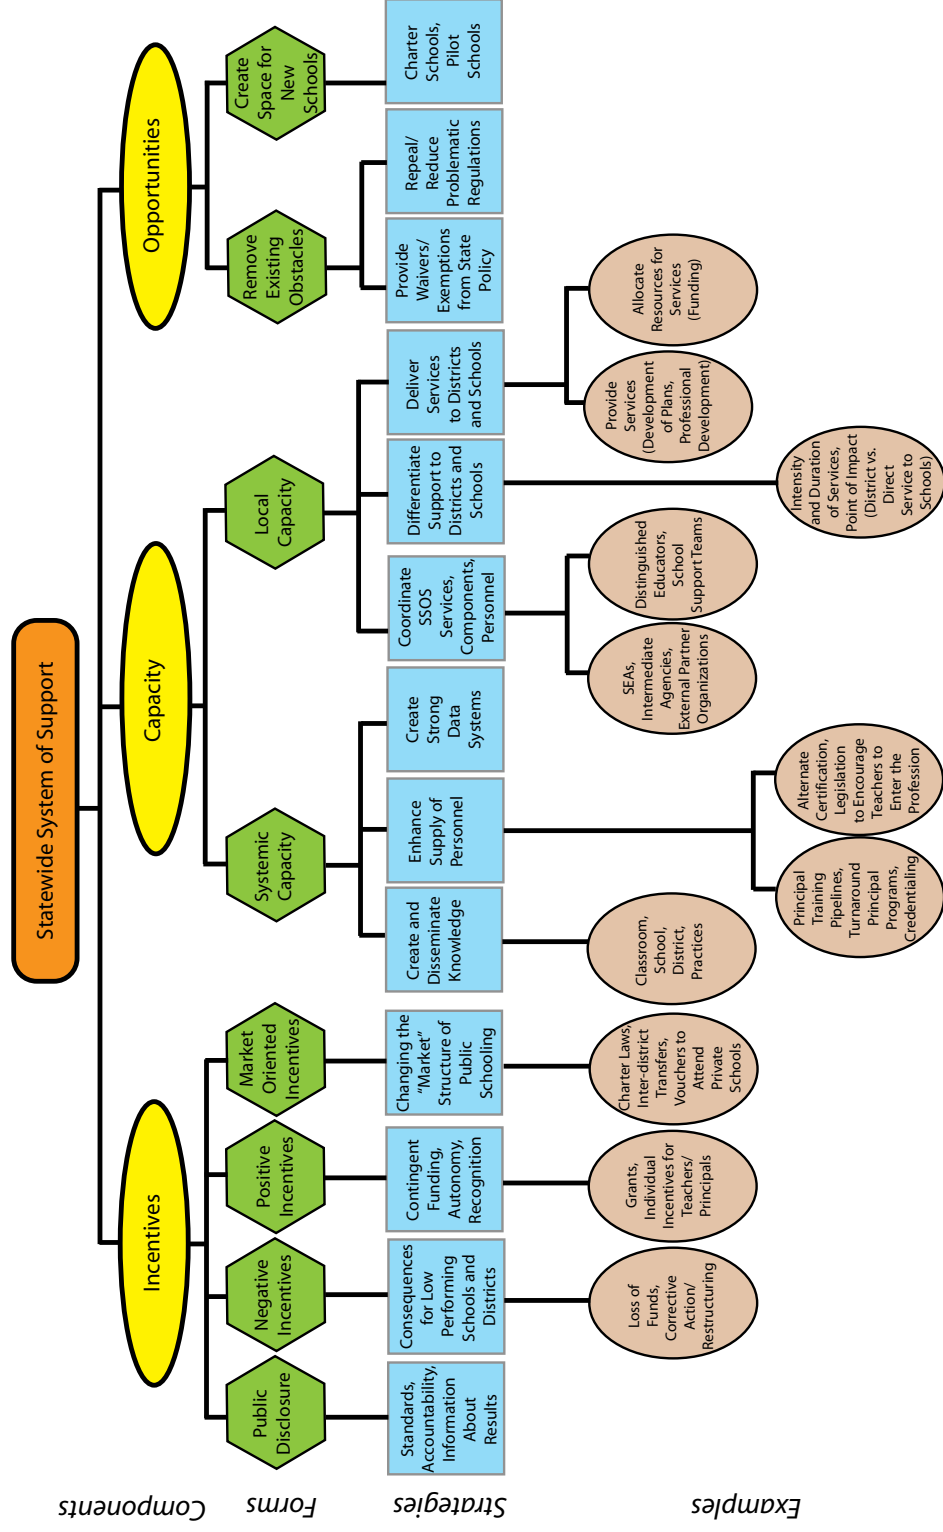 Statewide System of Support
Components
Incentives
Capacity
Opportunities
Forms
Public
Disclosure
Negative
Incentives
Positive
Incentives
Market
Oriented
Incentives
Systemic
Capacity
Local
Capacity
Remove
Existing
Obstacles
Create
Space for
New
Schools
Strategies
Standards,
Accountability,
Information
About
Results
Consequences
for Low
Performing
Schools and
Districts
Contingent
Funding,
Autonomy,
Recognition
Changing the
“Market”
Structure of
Public
Schooling
Create and
Disseminate
Knowledge
Enhance
Supply of
Personnel
Create
Strong
Data
Systems
Coordinate
SSOS
Services,
Components,
Personnel
Differentiate
Support to
Districts and
Schools
Deliver
Services
to Districts
and Schools
Provide
Waivers/
Exemptions
from State
Policy
Repeal/
Reduce
Problematic
Regulations
Charter
Schools,
Pilot
Schools
Examples
Loss of
Funds,
Corrective
Action/
Restructuring
Grants,
Individual
Incentives for
Teachers/
Principals
Charter Laws,
Inter-district
Transfers,
Vouchers to
Attend
Private
Schools
Classroom,
School,
District,
Practices
Principal
Training
Pipelines,
Turnaround
Principal
Programs,
Credentialing
Alternate
Certification,
Legislation
to Encourage
Teachers to
Enter the
Profession
SEAs,
Intermediate
Agencies,
External Partner
Organizations
Distinguished
Educators,
School
Support Teams
Intensity
and Duration
of Services,
Point of Impact
(District vs.
Direct
Service to
Schools)
Provide
Services
(Development
of Plans,
Professional
Development)
Allocate
Resources for
Services
(Funding)